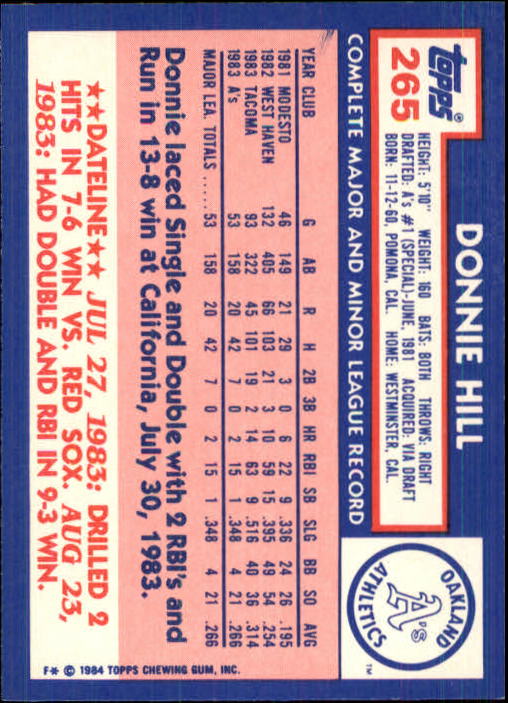 topps®
265
DONNIE HILL
HEIGHT: 5'10" WEIGHT: 160 BATS: BOTH THROWS: RIGHT
DRAFTED: A's #1 (SPECIAL)-JUNE, 1981 ACQUIRED: VIA DRAFT
BORN: 11-12-60, POMONA, CAL. HOME: WESTMINSTER, CAL.
COMPLETE MAJOR AND MINOR LEAGUE RECORD
OAKLAND
A's
ATHLETICS
TM
YEAR CLUB G AB R H 2B 3B HR RBI SB SLG BB SO AVG
1981 MODESTO 46 149 21 29 3 0 6 22 9 .336 24 26 .195
1982 WEST HAVEN 132 405 66 103 21 3 10 59 15 .395 49 54 .254
1983 TACOMA 93 322 45 101 19 2 14 63 9 .516 40 36 .314
1983 A's 53 158 20 42 7 0 2 15 1 .348 4 21 .266
MAJOR LEA. TOTALS ..... 53 158 20 42 7 0 2 15 1 .348 4 21 .266
Donnie laced Single and Double with 2 RBI's and
Run in 13-8 win at California, July 30, 1983.
★★DATELINE★★ JUL 27, 1983: DRILLED 2
HITS IN 7-6 WIN VS. RED SOX. AUG 23,
1983: HAD DOUBLE AND RBI IN 9-3 WIN.
F* © 1984 TOPPS CHEWING GUM, INC.